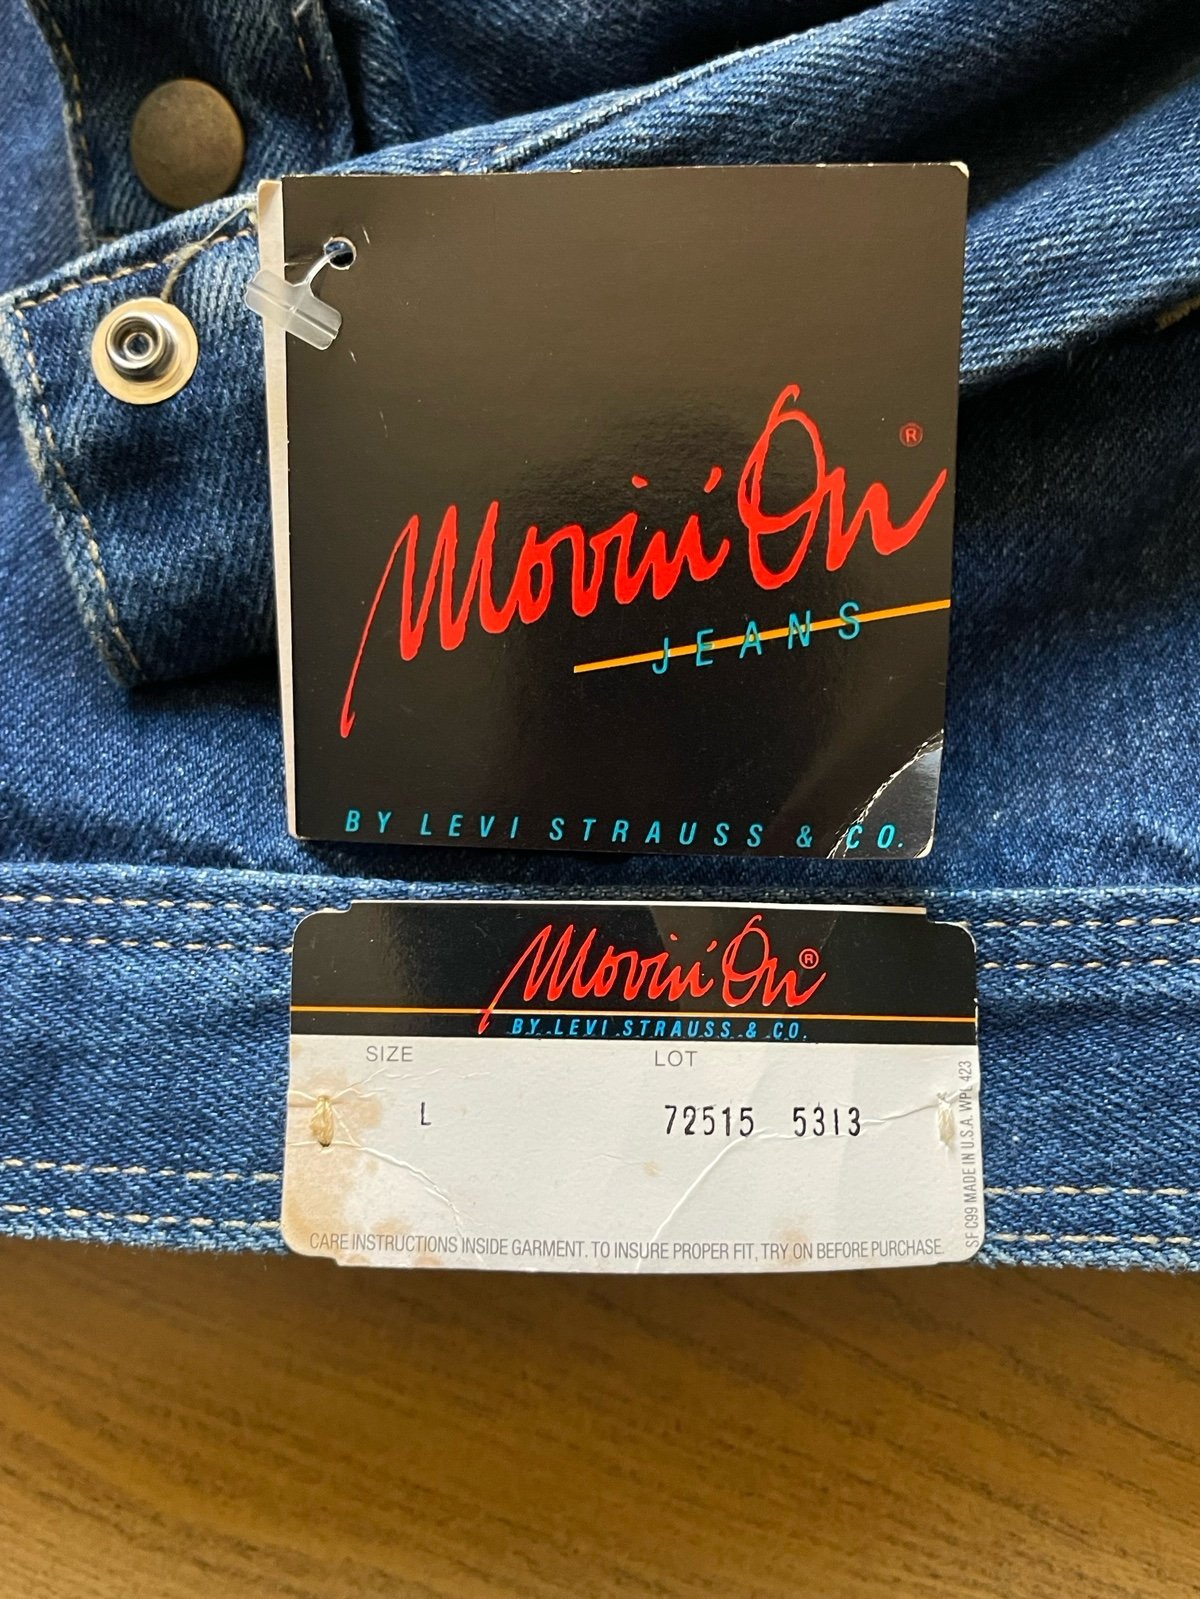 Movin' On ®
JEANS
BY LEVI STRAUSS & CO.
Movin' On ®
BY LEVI STRAUSS & CO.
SIZE LOT
L 72515 5313
CARE INSTRUCTIONS INSIDE GARMENT. TO INSURE PROPER FIT, TRY ON BEFORE PURCHASE.
SF C99 MADE IN U.S.A. WPL 423